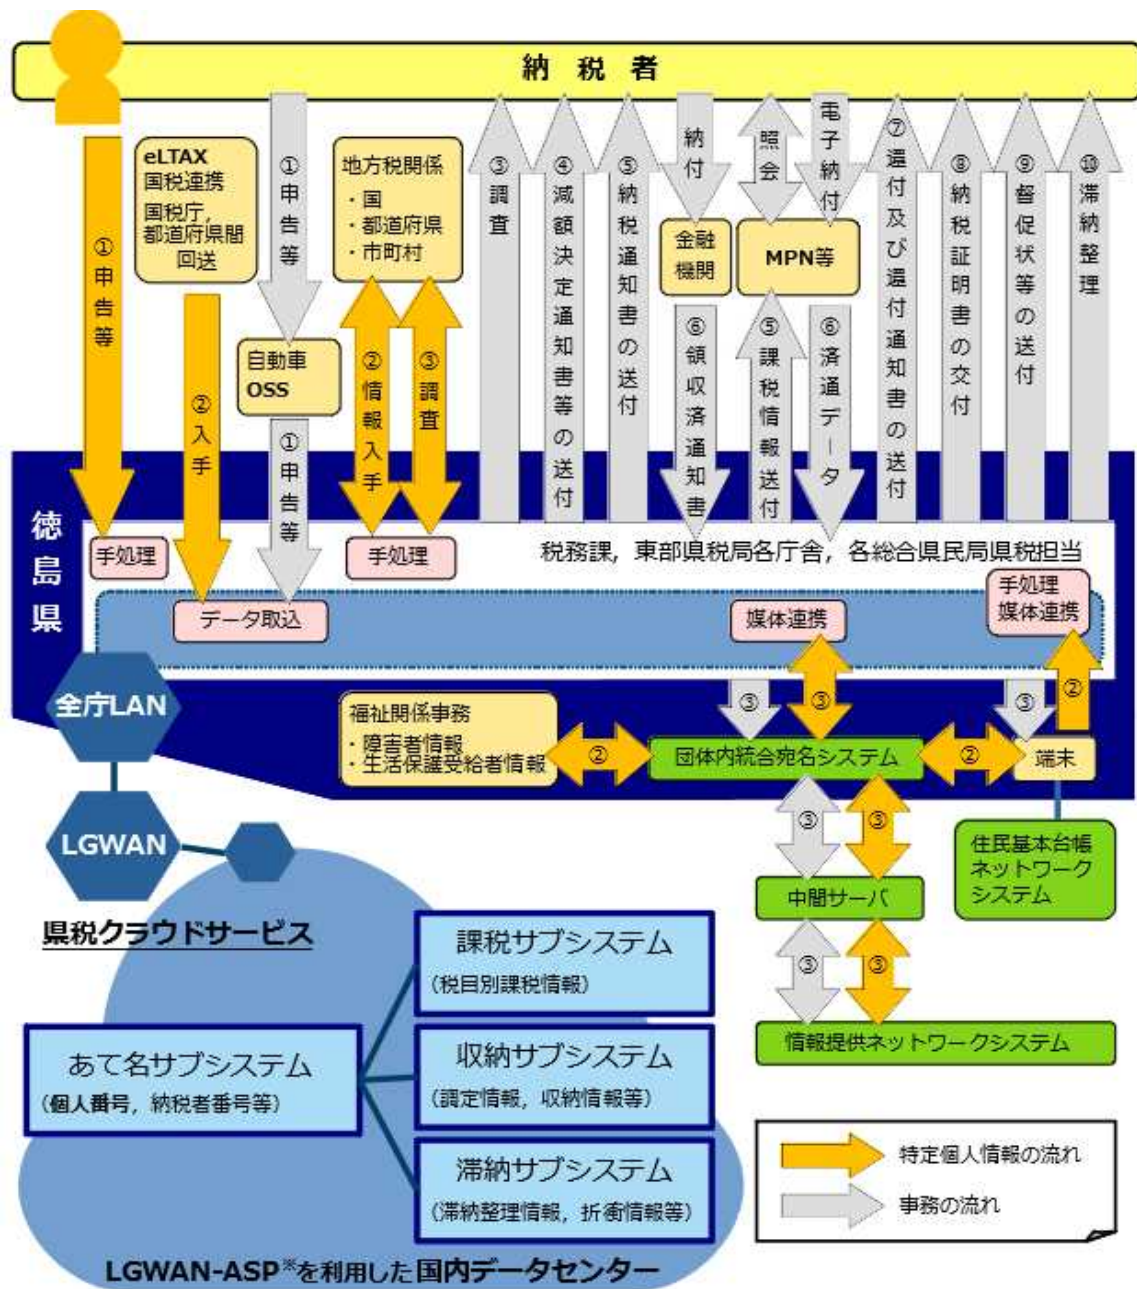 納 税 者
①申告等
eLTAX
国税連携
国税庁,
都道府県間
回送
②入手
①申告等
自動車
OSS
①申告等
地方税関係
・国
・都道府県
・市町村
②情報入手
③調査
③調査
④減額決定通知書等の送付
⑤納税通知書の送付
納付
金融
機関
⑥領収済通知書
照会
電子納付
MPN等
⑤課税情報送付
⑥済通データ
⑦還付及び還付通知書の送付
⑧納税証明書の交付
⑨督促状等の送付
⑩滞納整理
徳島県
手処理
手処理
税務課，東部県税局各庁舎，各総合県民局県税担当
データ取込
媒体連携
手処理
媒体連携
全庁LAN
福祉関係事務
・障害者情報
・生活保護受給者情報
②
③
③
団体内統合宛名システム
②
③
②
端末
LGWAN
③
③
中間サーバ
住民基本台帳
ネットワーク
システム
③
③
情報提供ネットワークシステム
県税クラウドサービス
課税サブシステム
（税目別課税情報）
あて名サブシステム
（個人番号，納税者番号等）
収納サブシステム
（調定情報，収納情報等）
滞納サブシステム
（滞納整理情報，折衝情報等）
LGWAN-ASP※を利用した国内データセンター
特定個人情報の流れ
事務の流れ